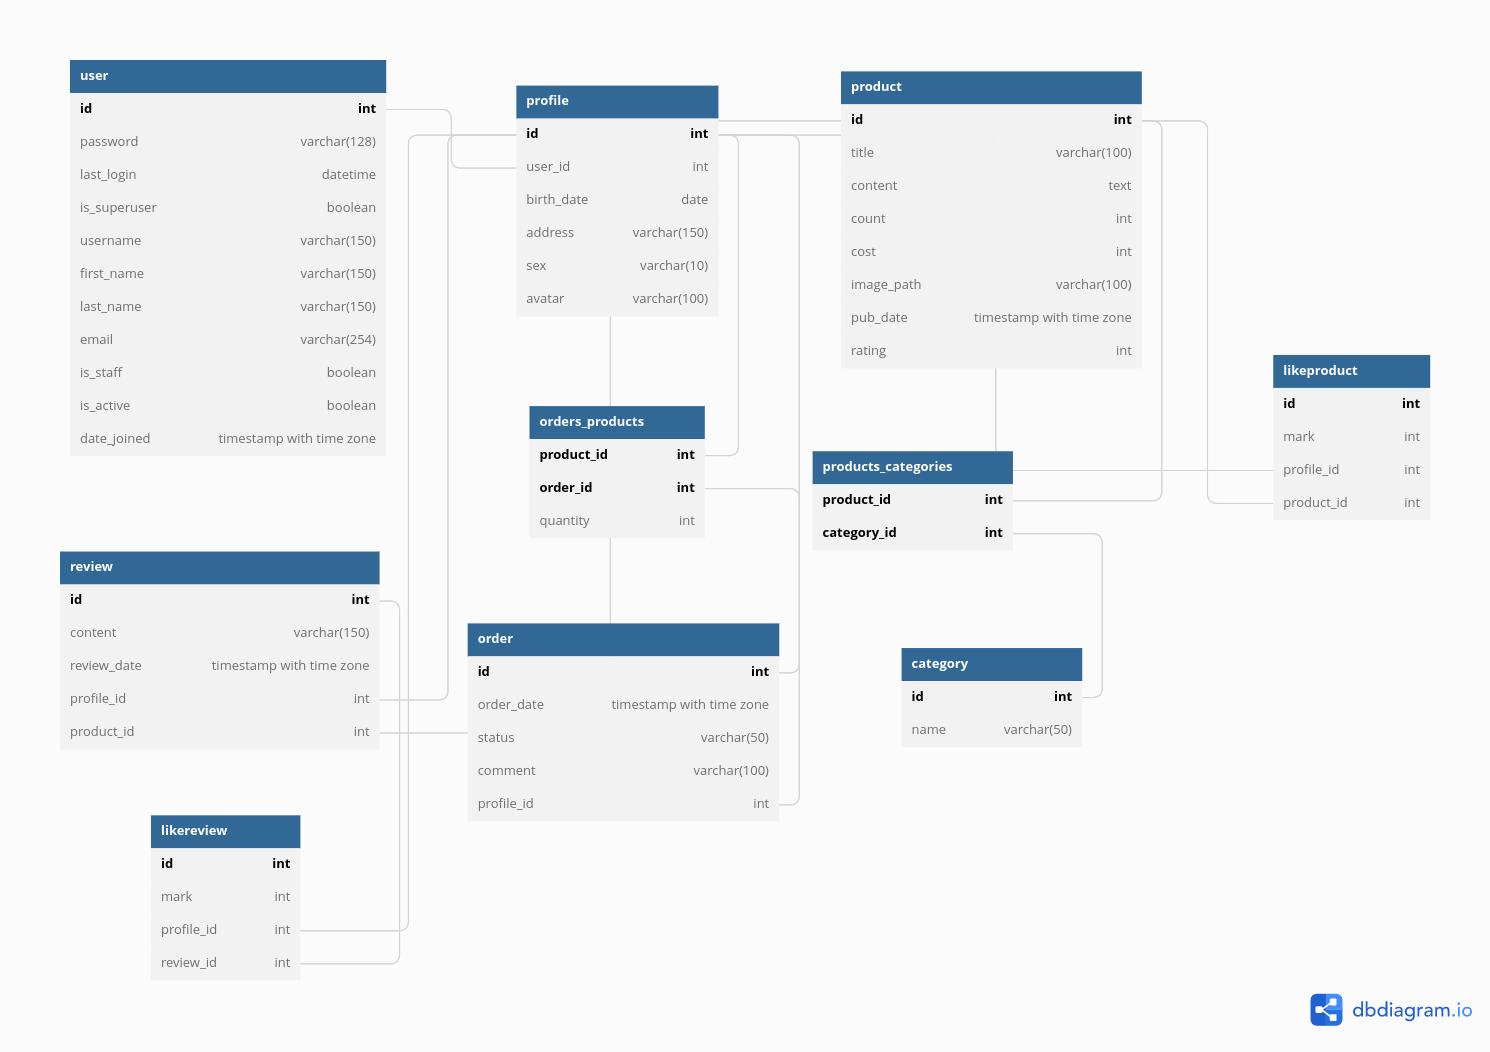 user
id int
password varchar(128)
last_login datetime
is_superuser boolean
username varchar(150)
first_name varchar(150)
last_name varchar(150)
email varchar(254)
is_staff boolean
is_active boolean
date_joined timestamp with time zone
profile
id int
user_id int
birth_date date
address varchar(150)
sex varchar(10)
avatar varchar(100)
product
id int
title varchar(100)
content text
count int
cost int
image_path varchar(100)
pub_date timestamp with time zone
rating int
likeproduct
id int
mark int
profile_id int
product_id int
orders_products
product_id int
order_id int
quantity int
products_categories
product_id int
category_id int
review
id int
content varchar(150)
review_date timestamp with time zone
profile_id int
product_id int
order
id int
order_date timestamp with time zone
status varchar(50)
comment varchar(100)
profile_id int
category
id int
name varchar(50)
likereview
id int
mark int
profile_id int
review_id int
dbdiagram.io